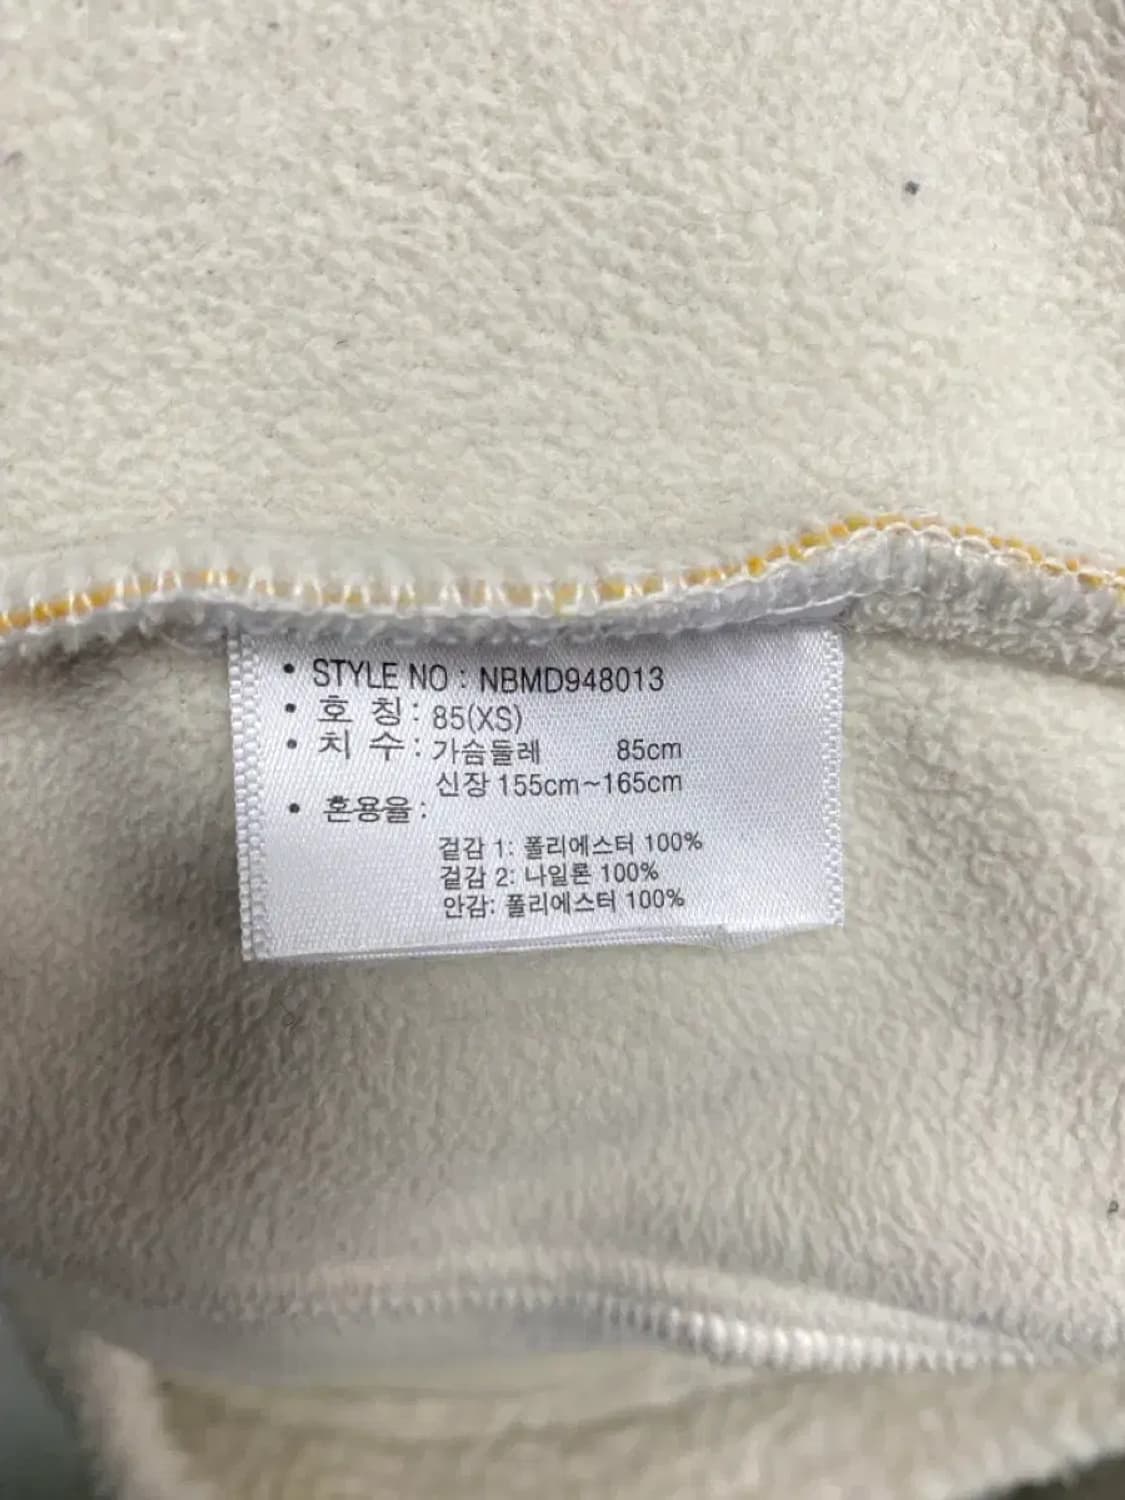 • STYLE NO : NBMD948013
• 호 칭 : 85(XS)
• 치 수 : 가슴둘레 85cm
신장 155cm~165cm
• 혼용율 :
겉감 1: 폴리에스터 100%
겉감 2: 나일론 100%
안감: 폴리에스터 100%